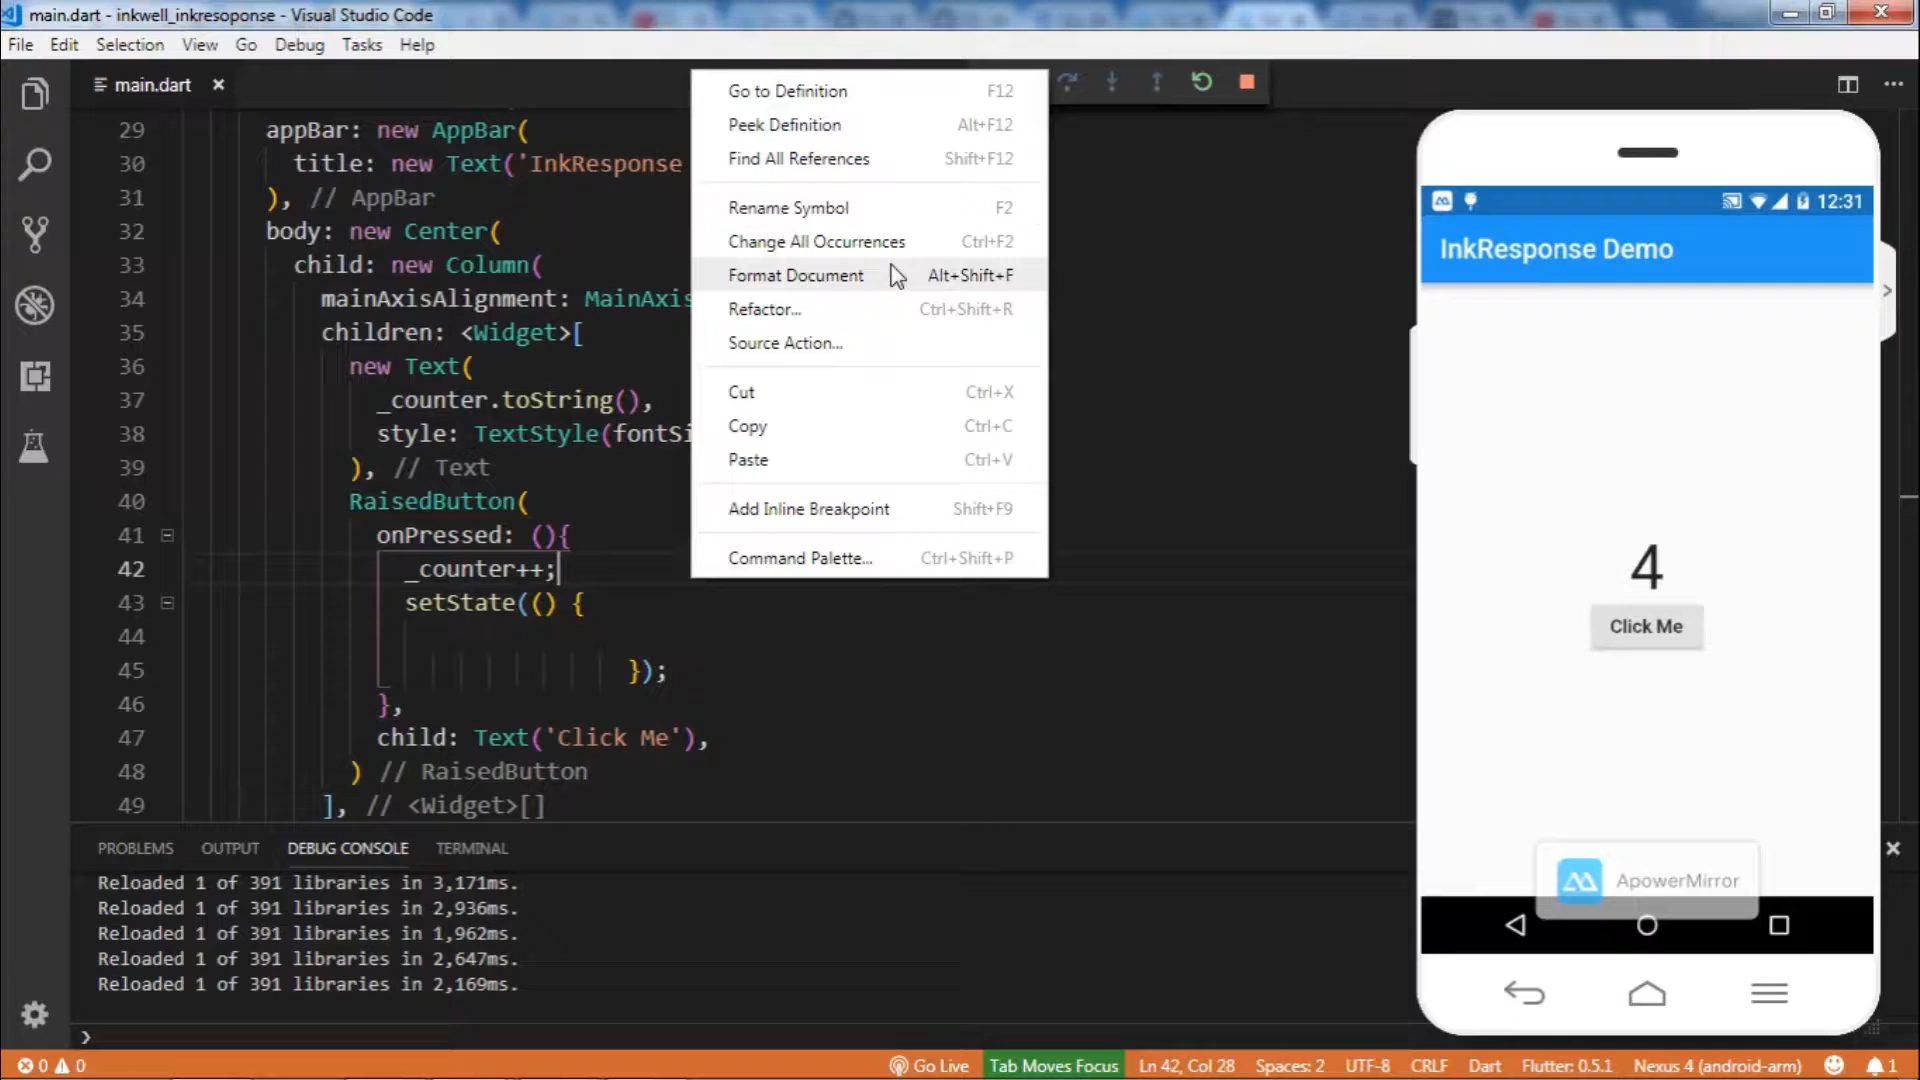 main.dart - inkwell_inkresoponse - Visual Studio Code
File Edit Selection View Go Debug Tasks Help
main.dart
29 appBar: new AppBar(
30 title: new Text('InkResponse
31 ), // AppBar
32 body: new Center(
33 child: new Column(
34 mainAxisAlignment: MainAxis
35 children: <Widget>[
36 new Text(
37 _counter.toString(),
38 style: TextStyle(fontSi
39 ), // Text
40 RaisedButton(
41 onPressed: (){
42 _counter++;
43 setState(() {
44
45 });
46 },
47 child: Text('Click Me'),
48 ) // RaisedButton
49 ], // <Widget>[]
Go to Definition F12
Peek Definition Alt+F12
Find All References Shift+F12
Rename Symbol F2
Change All Occurrences Ctrl+F2
Format Document Alt+Shift+F
Refactor... Ctrl+Shift+R
Source Action...
Cut Ctrl+X
Copy Ctrl+C
Paste Ctrl+V
Add Inline Breakpoint Shift+F9
Command Palette... Ctrl+Shift+P
12:31
InkResponse Demo
4
Click Me
ApowerMirror
PROBLEMS OUTPUT DEBUG CONSOLE TERMINAL
Reloaded 1 of 391 libraries in 3,171ms.
Reloaded 1 of 391 libraries in 2,936ms.
Reloaded 1 of 391 libraries in 1,962ms.
Reloaded 1 of 391 libraries in 2,647ms.
Reloaded 1 of 391 libraries in 2,169ms.
0 0 Go Live Tab Moves Focus Ln 42, Col 28 Spaces: 2 UTF-8 CRLF Dart Flutter: 0.5.1 Nexus 4 (android-arm) 1